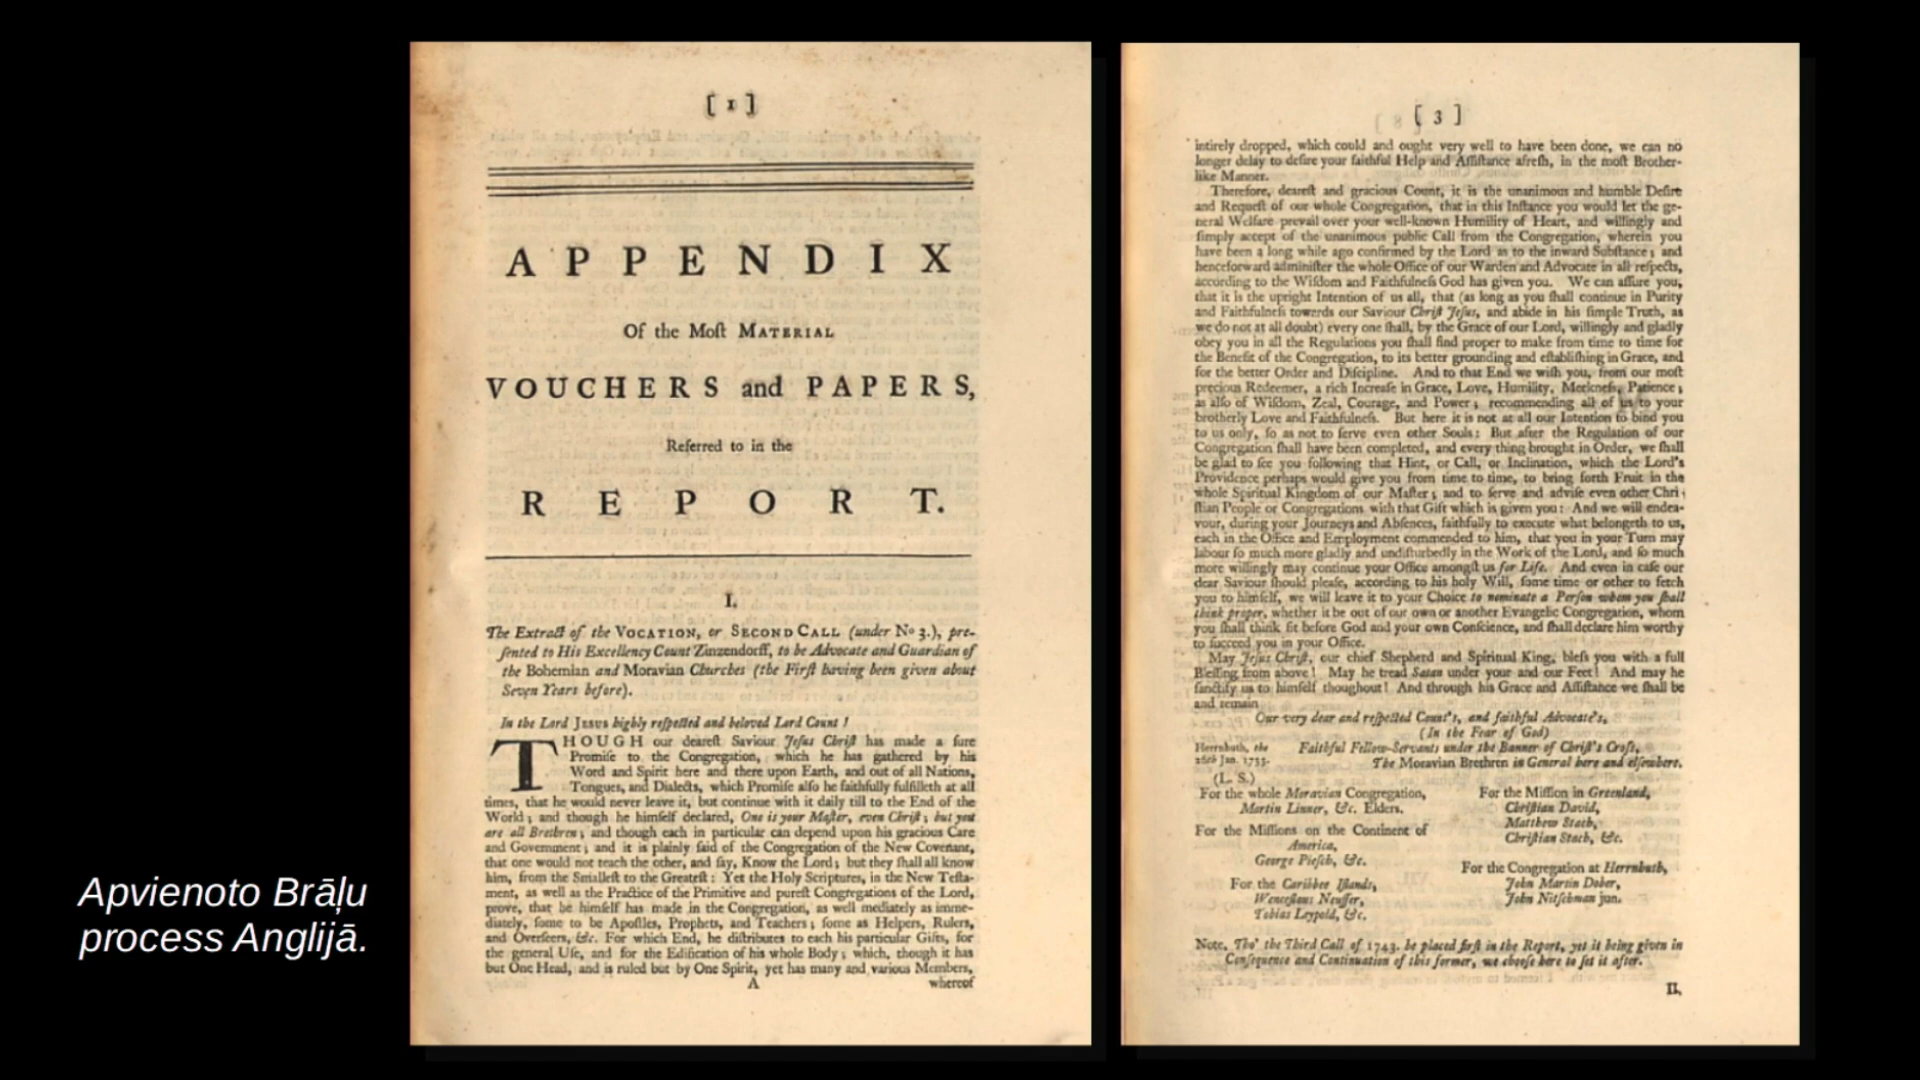 Apvienoto Brāļu
process Anglijā.
[ 1 ]
APPENDIX
Of the Moſt MATERIAL
VOUCHERS and PAPERS,
Referred to in the
REPORT.
I.
The Extract of the VOCATION, or SECOND CALL (under No 3.), pre-
ſented to His Excellency Count Zinzendorff, to be Advocate and Guardian of
the Bohemian and Moravian Churches (the Firſt having been given about
Seven Years before).
In the Lord JESUS highly reſpected and beloved Lord Count !
THOUGH our deareſt Saviour Jeſus Chriſt has made a ſure
Promiſe to the Congregation, which he has gathered by his
Word and Spirit here and there upon Earth, and out of all Nations,
Tongues, and Dialects, which Promiſe alſo he faithfully fulfilleth at all
times, that he would never leave it, but continue with it daily till to the End of the
World ; and though he himſelf declared, One is your Maſter, even Chriſt ; but you
are all Brethren ; and though each in particular can depend upon his gracious Care
and Government ; and it is plainly ſaid of the Congregation of the New Covenant,
that one would not teach the other, and ſay, Know the Lord ; but they ſhall all know
him, from the Smalleſt to the Greateſt : Yet the Holy Scriptures, in the New Teſta-
ment, as well as the Practice of the Primitive and pureſt Congregations of the Lord,
prove, that he himſelf has made in the Congregation, as well mediately as imme-
diately, ſome to be Apoſtles, Prophets, and Teachers ; ſome as Helpers, Rulers,
and Overſeers, &c. For which End, he diſtributes to each his particular Gifts, for
the general Uſe, and for the Edification of his whole Body ; which, though it has
but One Head, and is ruled but by One Spirit, yet has many and various Members,
A whereof
[ 3 ]
intirely dropped, which could and ought very well to have been done, we can no
longer delay to deſire your faithful Help and Aſſiſtance afreſh, in the moſt Brother-
like Manner.
Therefore, deareſt and gracious Count, it is the unanimous and humble Deſire
and Requeſt of our whole Congregation, that in this Inſtance you would let the ge-
neral Welfare prevail over your well-known Humility of Heart, and willingly and
ſimply accept of the unanimous public Call from the Congregation, wherein you
have been a long while ago confirmed by the Lord as to the inward Subſtance ; and
henceforward adminiſter the whole Office of our Warden and Advocate in all reſpects,
according to the Wiſdom and Faithfulneſs God has given you. We can aſſure you,
that it is the upright Intention of us all, that (as long as you ſhall continue in Purity
and Faithfulneſs towards our Saviour Chriſt Jeſus, and abide in his ſimple Truth, as
we do not at all doubt) every one ſhall, by the Grace of our Lord, willingly and gladly
obey you in all the Regulations you ſhall find proper to make from time to time for
the Benefit of the Congregation, to its better grounding and eſtabliſhing in Grace, and
for the better Order and Diſcipline. And to that End we wiſh you, from our moſt
precious Redeemer, a rich Increaſe in Grace, Love, Humility, Meekneſs, Patience ;
as alſo of Wiſdom, Zeal, Courage, and Power ; recommending all of us to your
brotherly Love and Faithfulneſs. But here it is not at all our Intention to bind you
to us only, ſo as not to ſerve even other Souls : But after the Regulation of our
Congregation ſhall have been completed, and every thing brought in Order, we ſhall
be glad to ſee you following that Hint, or Call, or Inclination, which the Lord's
Providence perhaps would give you from time to time, to bring forth Fruit in the
whole Spiritual Kingdom of our Maſter ; and to ſerve and adviſe even other Chri-
ſtian People or Congregations with that Gift which is given you : And we will endea-
vour, during your Journeys and Abſences, faithfully to execute what belongeth to us,
each in the Office and Employment commended to him, that you in your Turn may
labour ſo much more gladly and undiſturbedly in the Work of the Lord, and ſo much
more willingly may continue your Office amongſt us for Life. And even in caſe our
dear Saviour ſhould pleaſe, according to his holy Will, ſome time or other to fetch
you to himſelf, we will leave it to your Choice to nominate a Perſon whom you ſhall
think proper, whether it be out of our own or another Evangelic Congregation, whom
you ſhall think fit before God and your own Conſcience, and ſhall declare him worthy
to ſucceed you in your Office.
May Jeſus Chriſt, our chief Shepherd and Spiritual King, bleſs you with a full
Bleſſing from above ! May he tread Satan under your and our Feet ! And may he
ſanctify us to himſelf thoughout ! And through his Grace and Aſſiſtance we ſhall be
and remain
Our very dear and reſpected Count's, and faithful Advocate's,
(In the Fear of God)
Herrnhuth, the Faithful Fellow-Servants under the Banner of Chriſt's Croſs,
26th Jan. 1733. The Moravian Brethren in General here and elſewhere.
(L. S.)
For the whole Moravian Congregation,
Martin Linner, &c. Elders.
For the Miſſions on the Continent of
America,
George Pieſch, &c.
For the Caribbee Iſlands,
Wenceſlaus Neuſſer,
Tobias Leypold, &c.
For the Miſſion in Greenland,
Chriſtian David,
Matthew Stach,
Chriſtian Stach, &c.
For the Congregation at Herrnhuth,
John Martin Dober,
John Nitſchman jun.
Note, Tho' the Third Call of 1743. be placed firſt in the Report, yet it being given in
Conſequence and Continuation of this former, we chooſe here to ſet it after.
II.